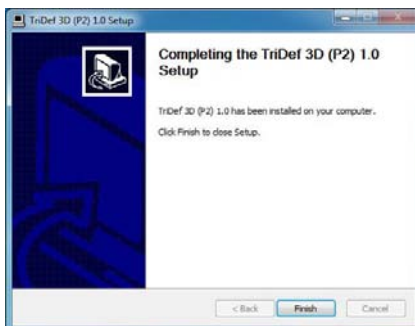 TriDef 3D (P2) 1.0 Setup
Completing the TriDef 3D (P2) 1.0
Setup
TriDef 3D (P2) 1.0 has been installed on your computer.
Click Finish to close Setup.
< Back
Finish
Cancel